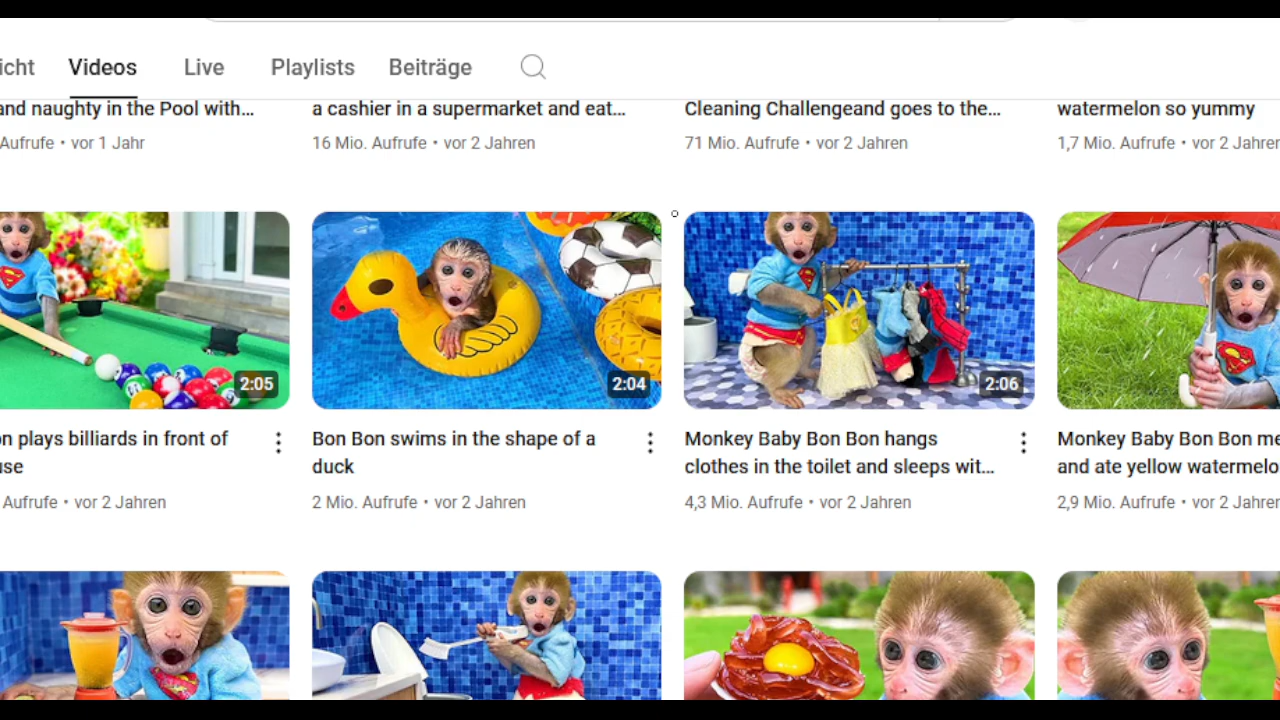 icht Videos Live Playlists Beiträge
and naughty in the Pool with... a cashier in a supermarket and eat... Cleaning Challengeand goes to the... watermelon so yummy
Aufrufe • vor 1 Jahr 16 Mio. Aufrufe • vor 2 Jahren 71 Mio. Aufrufe • vor 2 Jahren 1,7 Mio. Aufrufe • vor 2 Jahren
2:05 2:04 2:06
n plays billiards in front of Bon Bon swims in the shape of a Monkey Baby Bon Bon hangs Monkey Baby Bon Bon me
use duck clothes in the toilet and sleeps wit... and ate yellow watermelo
Aufrufe • vor 2 Jahren 2 Mio. Aufrufe • vor 2 Jahren 4,3 Mio. Aufrufe • vor 2 Jahren 2,9 Mio. Aufrufe • vor 2 Jahren